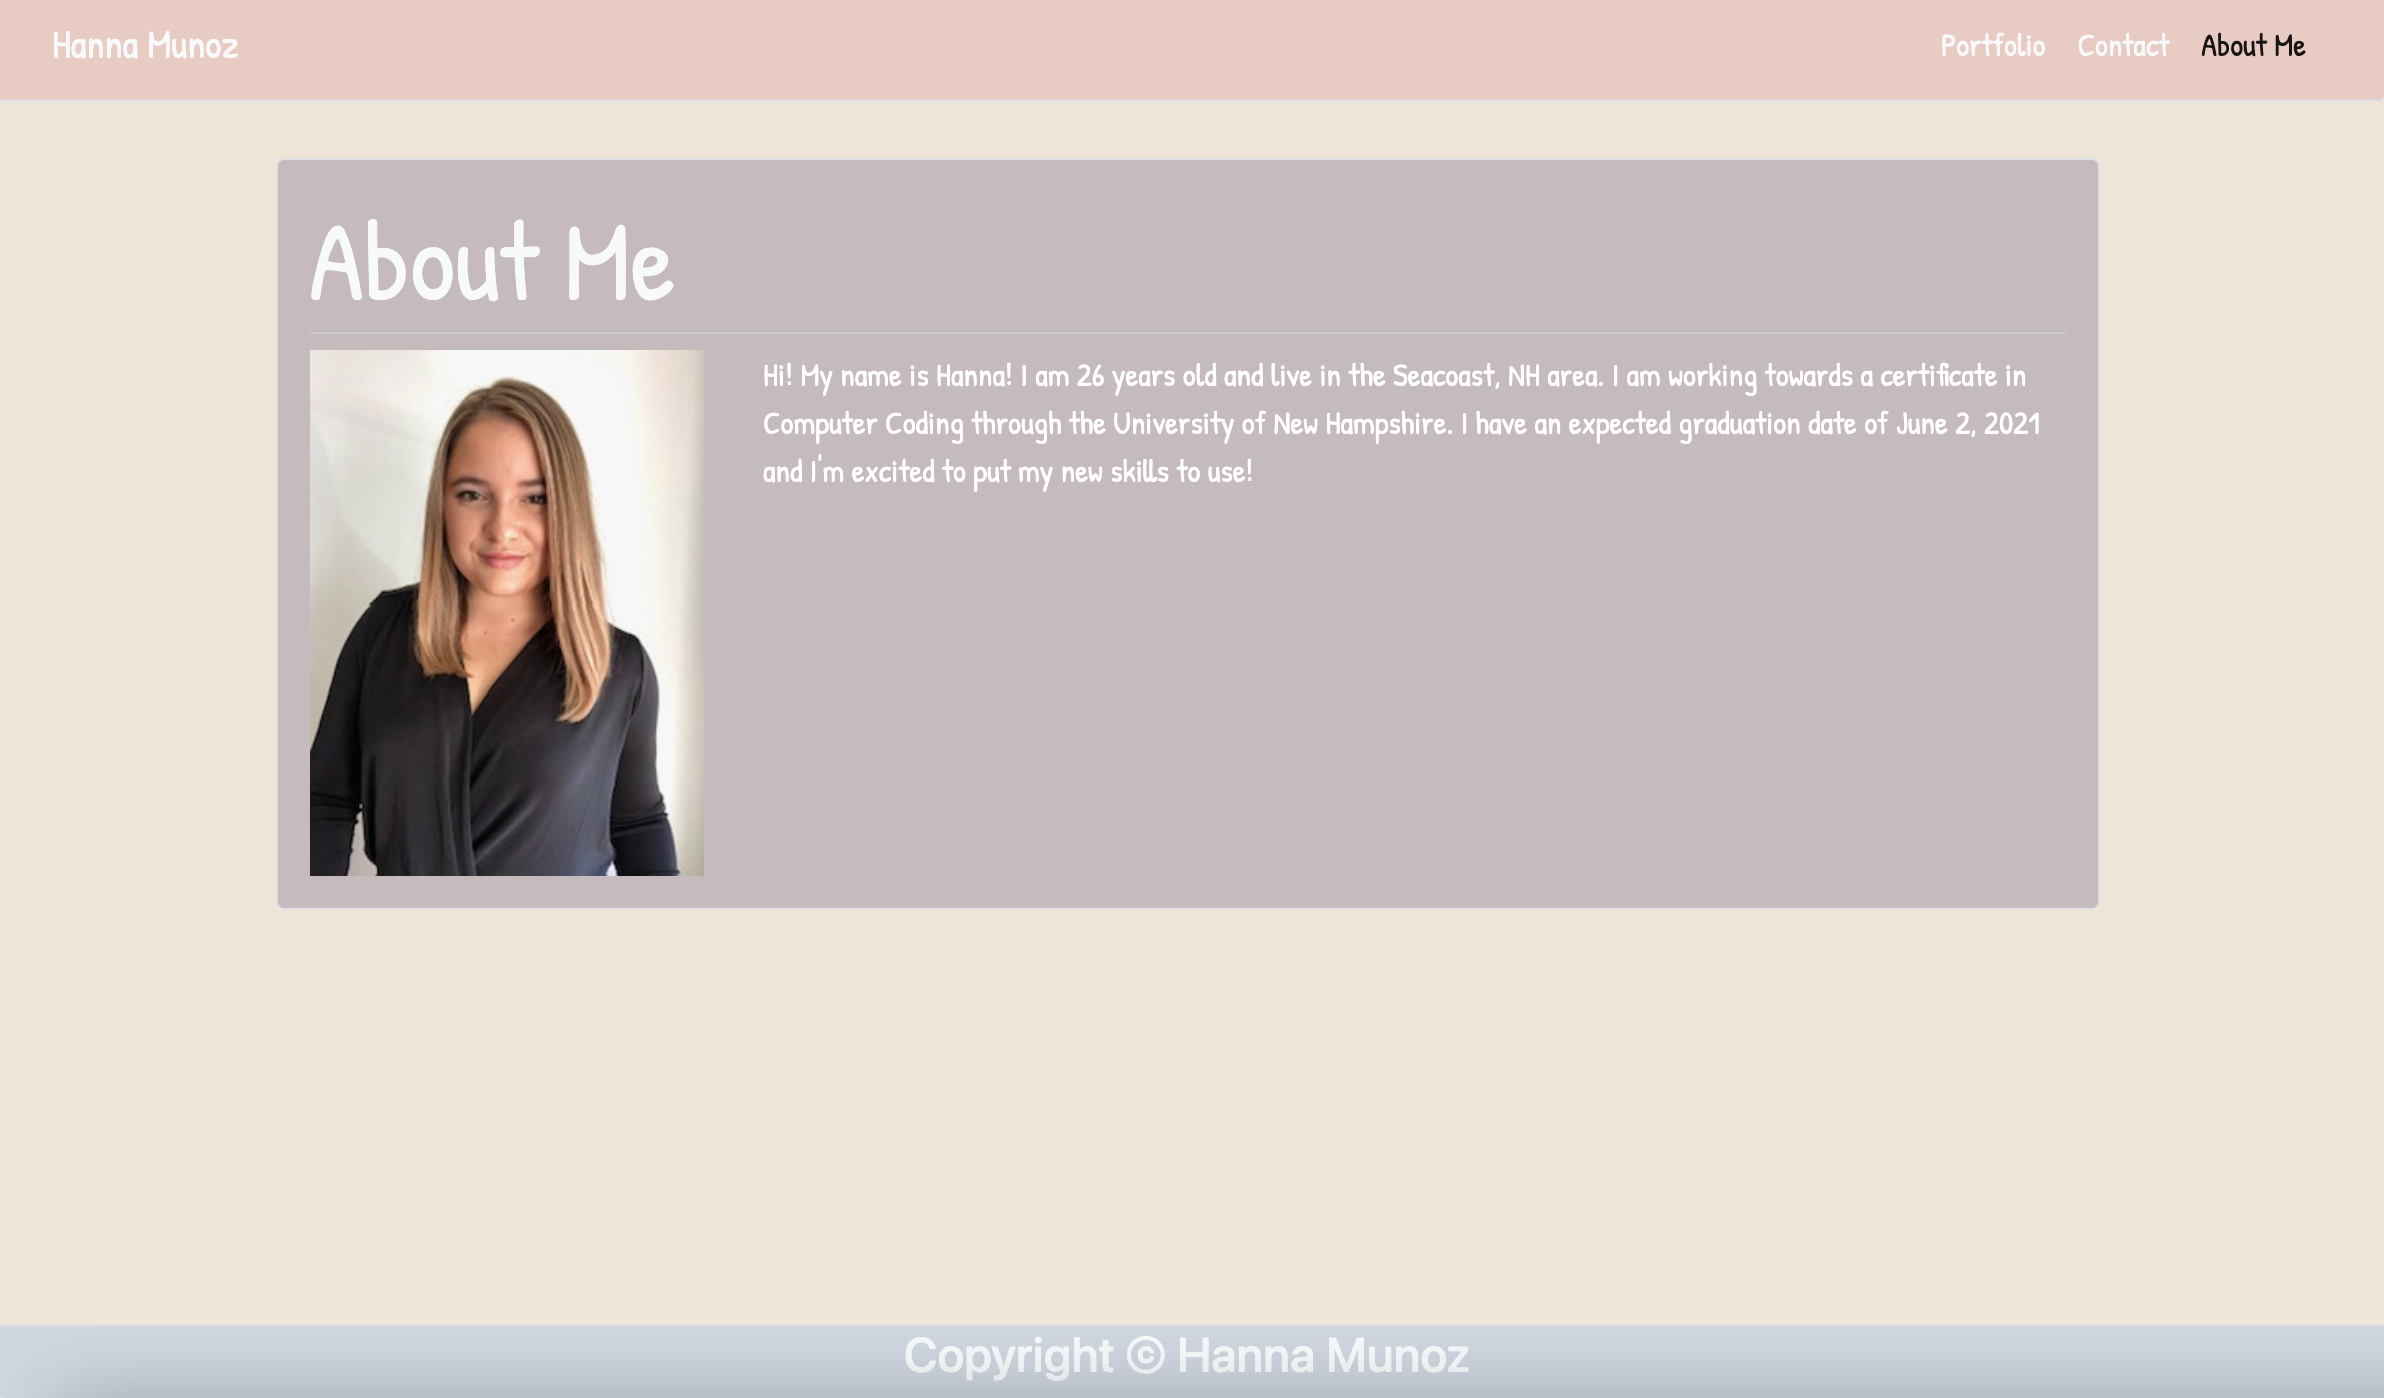 Hanna Munoz
Portfolio Contact About Me
About Me
Hi! My name is Hanna! I am 26 years old and live in the Seacoast, NH area. I am working towards a certificate in
Computer Coding through the University of New Hampshire. I have an expected graduation date of June 2, 2021
and I'm excited to put my new skills to use!
Copyright © Hanna Munoz